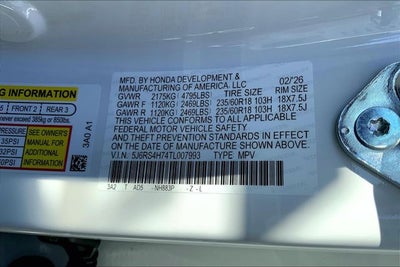 NG INFORMATION
5 FRONT 2 REAR 3
never exceed 385kg or 850lbs.
PRESSURE
35PSI
32PSI
60PSI
SEE OWNER'S
MANUAL FOR
ADDITIONAL
INFORMATION
3A0 A1
MFD. BY HONDA DEVELOPMENT & 02/26
MANUFACTURING OF AMERICA, LLC
GVWR 2175KG (4795LBS) TIRE SIZE RIM SIZE
GAWR F 1120KG (2469LBS) 235/60R18 103H 18X7.5J
GAWR R 1120KG (2469LBS) 235/60R18 103H 18X7.5J
THIS VEHICLE CONFORMS TO ALL APPLICABLE
FEDERAL MOTOR VEHICLE SAFETY
AND THEFT PREVENTION STANDARDS IN EFFECT
ON THE DATE OF MANUFACTURE SHOWN ABOVE.
V.I.N. 5J6RS4H74TL007993 TYPE MPV
3A2 T AD5 -NH883P -Z -L